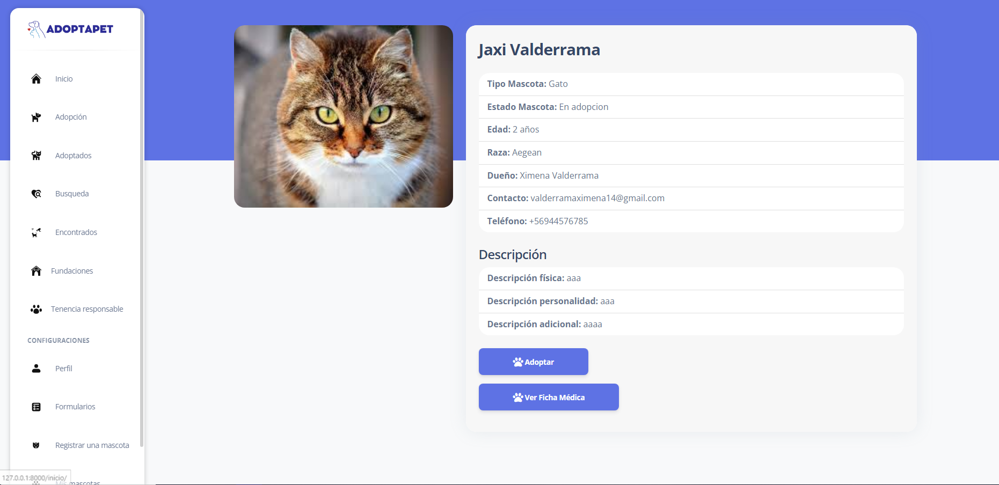 ADOPTAPET
Inicio
Adopción
Adoptados
Busqueda
Encontrados
Fundaciones
Tenencia responsable
CONFIGURACIONES
Perfil
Formularios
Registrar una mascota
Mis mascotas
127.0.0.1:8000/inicio/
Jaxi Valderrama
Tipo Mascota: Gato
Estado Mascota: En adopcion
Edad: 2 años
Raza: Aegean
Dueño: Ximena Valderrama
Contacto: valderramaximena14@gmail.com
Teléfono: +56944576785
Descripción
Descripción física: aaa
Descripción personalidad: aaa
Descripción adicional: aaaa
Adoptar
Ver Ficha Médica